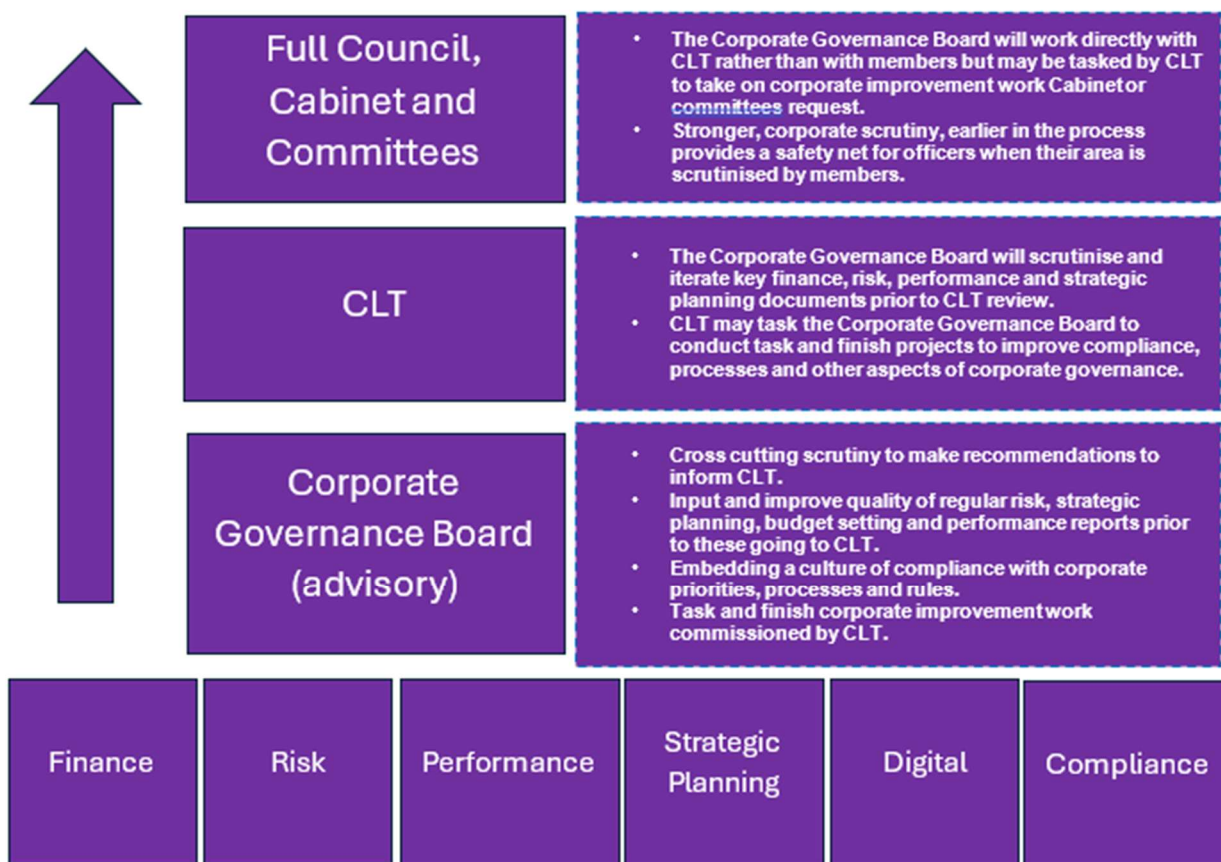 Full Council,
Cabinet and
Committees
• The Corporate Governance Board will work directly with
CLT rather than with members but may be tasked by CLT
to take on corporate improvement work Cabinet or
committees request.
• Stronger, corporate scrutiny, earlier in the process
provides a safety net for officers when their area is
scrutinised by members.
CLT
• The Corporate Governance Board will scrutinise and
iterate key finance, risk, performance and strategic
planning documents prior to CLT review.
• CLT may task the Corporate Governance Board to
conduct task and finish projects to improve compliance,
processes and other aspects of corporate governance.
Corporate
Governance Board
(advisory)
• Cross cutting scrutiny to make recommendations to
inform CLT.
• Input and improve quality of regular risk, strategic
planning, budget setting and performance reports prior
to these going to CLT.
• Embedding a culture of compliance with corporate
priorities, processes and rules.
• Task and finish corporate improvement work
commissioned by CLT.
Finance
Risk
Performance
Strategic
Planning
Digital
Compliance